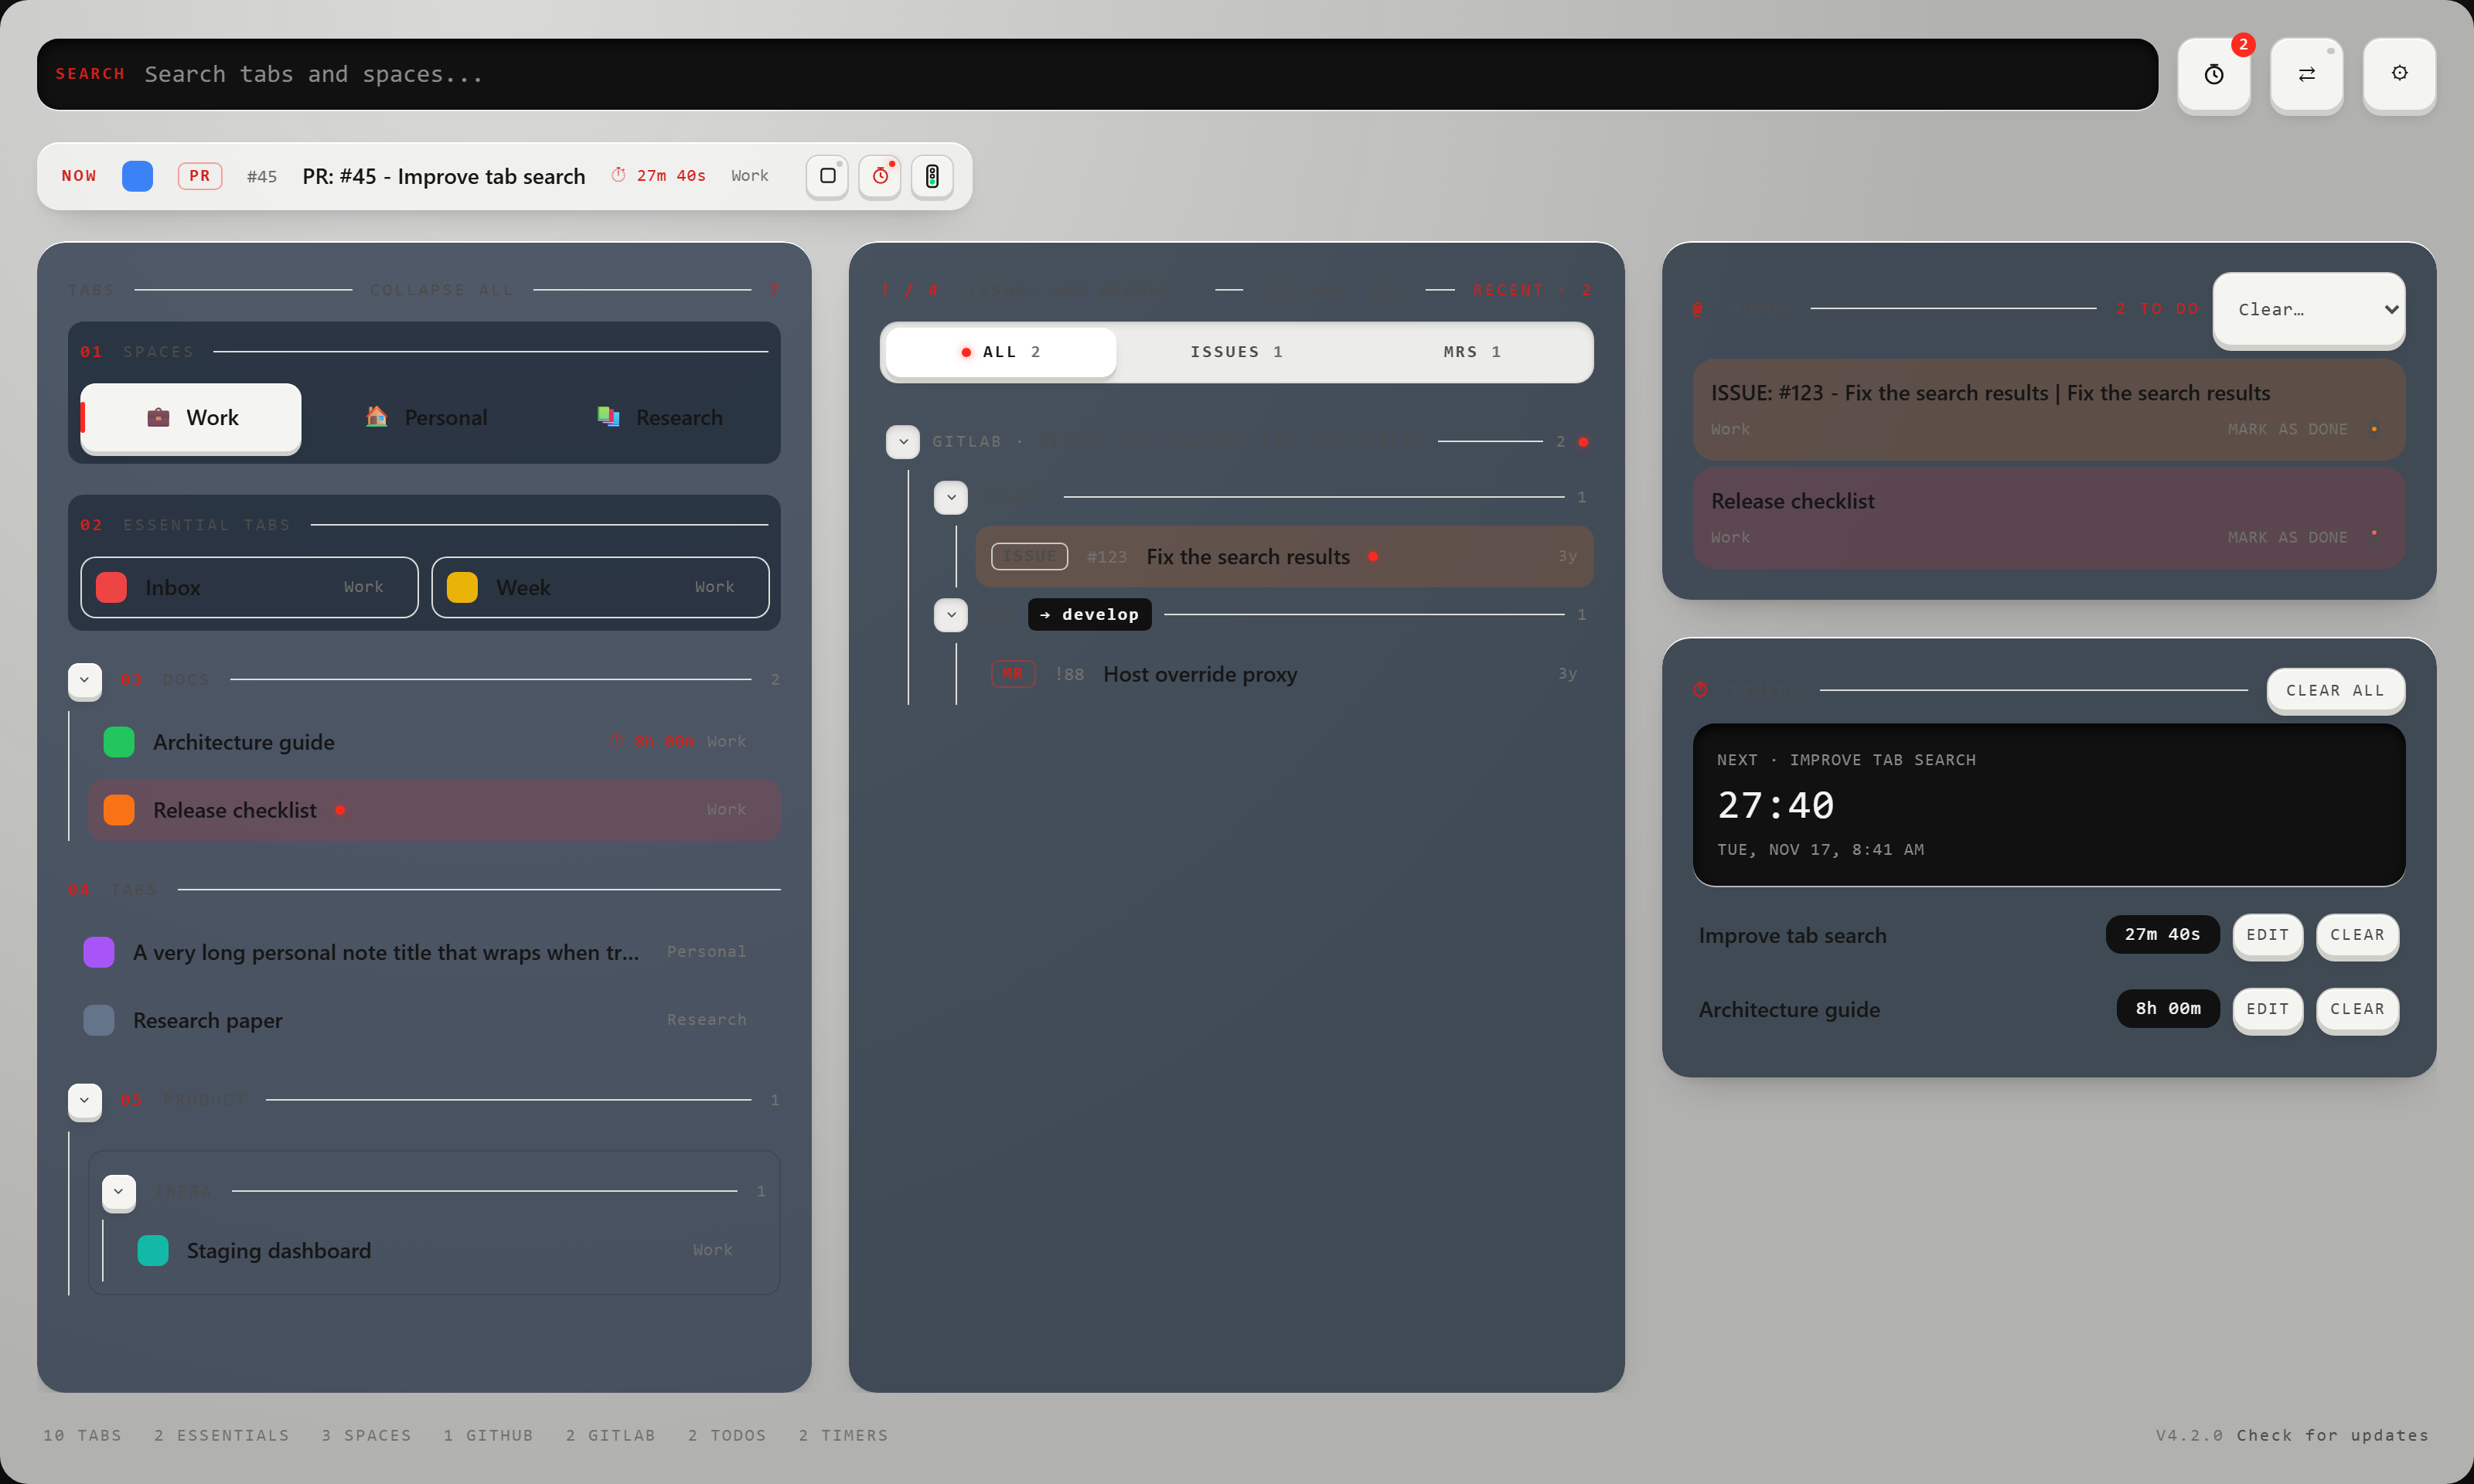 SEARCH Search tabs and spaces...
2
NOW PR #45 PR: #45 - Improve tab search 27m 40s Work
TABS COLLAPSE ALL 7
01 SPACES
Work Personal Research
02 ESSENTIAL TABS
Inbox Work Week Work
03 DOCS 2
Architecture guide 8h 00m Work
Release checklist Work
04 TABS
A very long personal note title that wraps when tr... Personal
Research paper Research
05 PRODUCT 1
INFRA 1
Staging dashboard Work
! / # RECENT · 2
ALL 2 ISSUES 1 MRS 1
GITLAB · 2
1
ISSUE #123 Fix the search results 3y
→ develop 1
MR !88 Host override proxy 3y
@ 2 TO DO Clear…
ISSUE: #123 - Fix the search results | Fix the search results
Work MARK AS DONE
Release checklist
Work MARK AS DONE
CLEAR ALL
NEXT · IMPROVE TAB SEARCH
27:40
TUE, NOV 17, 8:41 AM
Improve tab search 27m 40s EDIT CLEAR
Architecture guide 8h 00m EDIT CLEAR
10 TABS 2 ESSENTIALS 3 SPACES 1 GITHUB 2 GITLAB 2 TODOS 2 TIMERS
V4.2.0 Check for updates